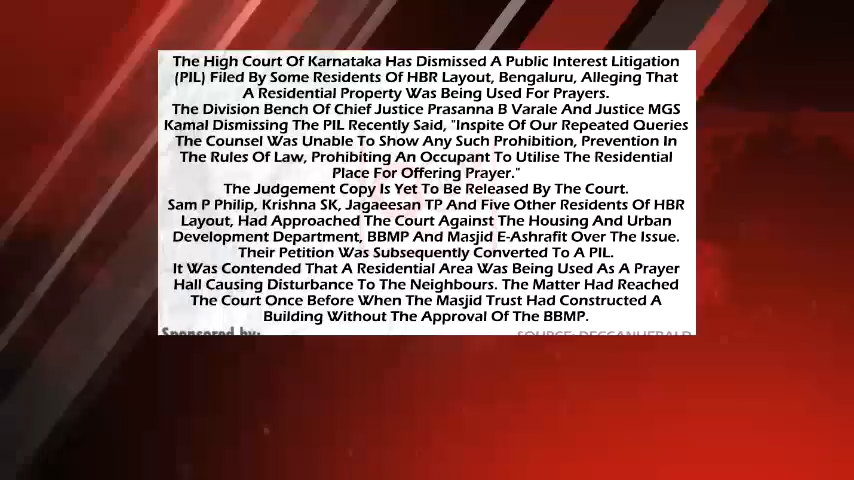 The High Court Of Karnataka Has Dismissed A Public Interest Litigation
(PIL) Filed By Some Residents Of HBR Layout, Bengaluru, Alleging That
A Residential Property Was Being Used For Prayers.
The Division Bench Of Chief Justice Prasanna B Varale And Justice MGS
Kamal Dismissing The PIL Recently Said, "Inspite Of Our Repeated Queries
The Counsel Was Unable To Show Any Such Prohibition, Prevention In
The Rules Of Law, Prohibiting An Occupant To Utilise The Residential
Place For Offering Prayer."
The Judgement Copy Is Yet To Be Released By The Court.
Sam P Philip, Krishna SK, Jagaeesan TP And Five Other Residents Of HBR
Layout, Had Approached The Court Against The Housing And Urban
Development Department, BBMP And Masjid E-Ashrafit Over The Issue.
Their Petition Was Subsequently Converted To A PIL.
It Was Contended That A Residential Area Was Being Used As A Prayer
Hall Causing Disturbance To The Neighbours. The Matter Had Reached
The Court Once Before When The Masjid Trust Had Constructed A
Building Without The Approval Of The BBMP.
Sponsored by: SOURCE: DECCANHERALD